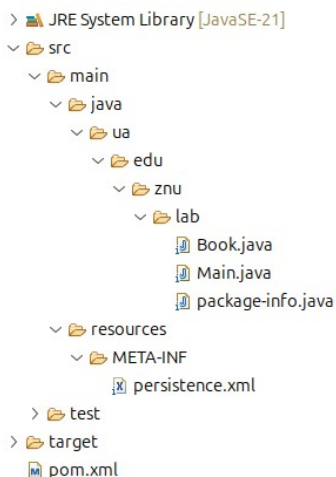 JRE System Library [JavaSE-21]
src
main
java
ua
edu
znu
lab
Book.java
Main.java
package-info.java
resources
META-INF
persistence.xml
test
target
pom.xml